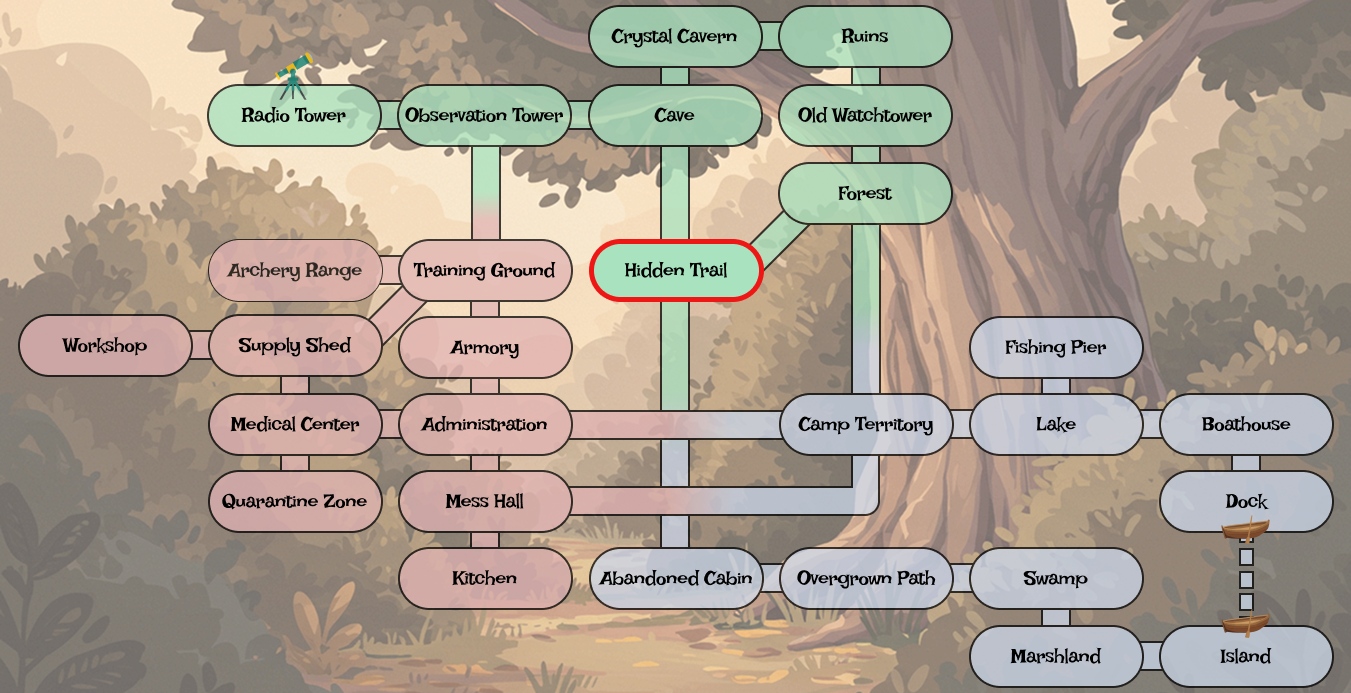 Crystal Cavern
Ruins
Radio Tower
Observation Tower
Cave
Old Watchtower
Forest
Archery Range
Training Ground
Hidden Trail
Workshop
Supply Shed
Armory
Fishing Pier
Medical Center
Administration
Camp Territory
Lake
Boathouse
Quarantine Zone
Mess Hall
Dock
Kitchen
Abandoned Cabin
Overgrown Path
Swamp
Marshland
Island